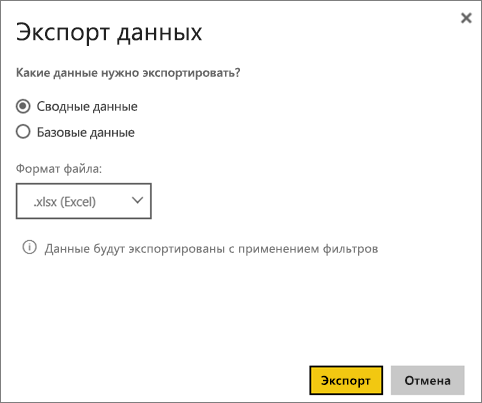 Экспорт данных
Какие данные нужно экспортировать?
Сводные данные
Базовые данные
Формат файла:
.xlsx (Excel)
Данные будут экспортированы с применением фильтров
Экспорт
Отмена